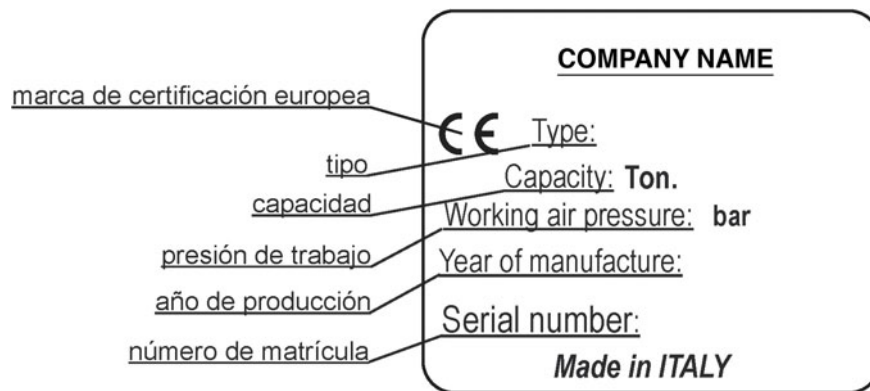 COMPANY NAME
marca de certificación europea
CE Type:
tipo
Capacity: Ton.
capacidad
Working air pressure: bar
presión de trabajo
Year of manufacture:
año de producción
Serial number:
número de matrícula
Made in ITALY